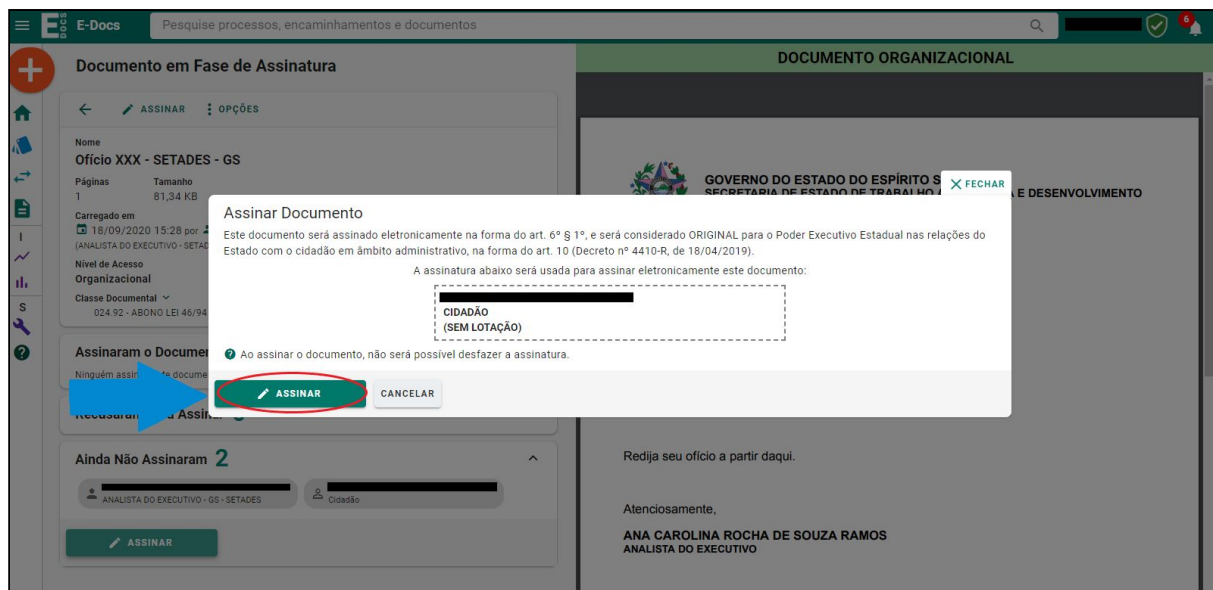 E DOCS
E-Docs
Pesquise processos, encaminhamentos e documentos
6
Documento em Fase de Assinatura
DOCUMENTO ORGANIZACIONAL
ASSINAR
OPÇÕES
Nome
Ofício XXX - SETADES - GS
Páginas Tamanho
1 81,34 KB
Carregado em
18/09/2020 15:28 por
(ANALISTA DO EXECUTIVO - SETAD
Nível de Acesso
Organizacional
Classe Documental
024.92 - ABONO LEI 46/94
I
S
GOVERNO DO ESTADO DO ESPÍRITO S
SECRETARIA DE ESTADO DE TRABALHO E DESENVOLVIMENTO
FECHAR
Assinar Documento
Este documento será assinado eletronicamente na forma do art. 6º § 1º, e será considerado ORIGINAL para o Poder Executivo Estadual nas relações do
Estado com o cidadão em âmbito administrativo, na forma do art. 10 (Decreto nº 4410-R, de 18/04/2019).
A assinatura abaixo será usada para assinar eletronicamente este documento:
CIDADÃO
(SEM LOTAÇÃO)
Ao assinar o documento, não será possível desfazer a assinatura.
ASSINAR
CANCELAR
Assinaram o Docume
Ninguém assin te docume
Assin
Ainda Não Assinaram 2
ANALISTA DO EXECUTIVO - GS - SETADES
Cidadão
ASSINAR
Redija seu ofício a partir daqui.
Atenciosamente,
ANA CAROLINA ROCHA DE SOUZA RAMOS
ANALISTA DO EXECUTIVO